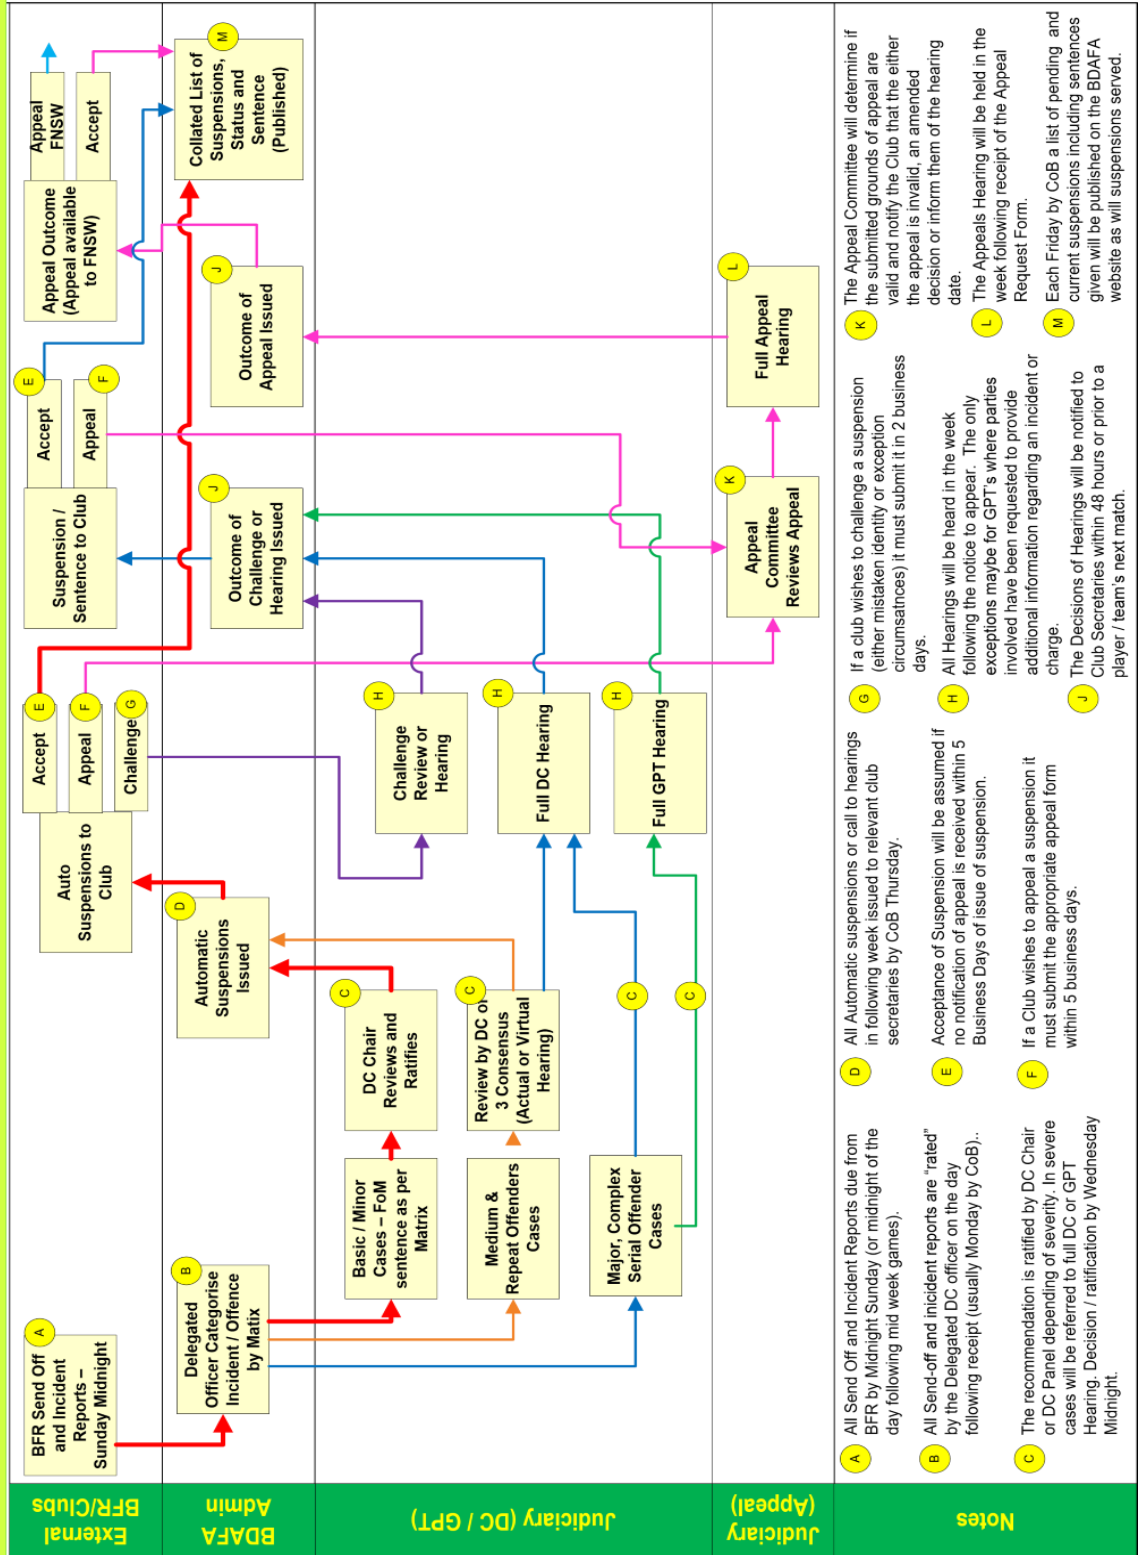 External
BFR/Clubs
BFR Send Off
and Incident
Reports –
Sunday Midnight
A
Auto
Suspensions to
Club
Accept
E
Appeal
F
Challenge
G
Suspension /
Sentence to Club
Accept
E
Appeal
F
Appeal Outcome
(Appeal available
to FNSW)
Appeal
FNSW
Accept
BDAFA
Admin
Delegated
Officer Categorise
Incident / Offence
by Matix
B
Automatic
Suspensions
Issued
D
Outcome of
Challenge or
Hearing Issued
J
Outcome of
Appeal Issued
J
Collated List of
Suspensions,
Status and
Sentence
(Published)
M
Judiciary (DC / GPT)
Basic / Minor
Cases – FoM
sentence as per
Matrix
DC Chair
Reviews and
Ratifies
C
Challenge
Review or
Hearing
H
Medium &
Repeat Offenders
Cases
Review by DC or
3 Consensus
(Actual or Virtual
Hearing)
C
Full DC Hearing
H
Major, Complex
Serial Offender
Cases
C
C
Full GPT Hearing
H
Judiciary
(Appeal)
Appeal
Committee
Reviews Appeal
K
Full Appeal
Hearing
L
Notes
A
All Send Off and Incident Reports due from
BFR by Midnight Sunday (or midnight of the
day following mid week games).
B
All Send-off and inicident reports are “rated”
by the Delegated DC officer on the day
following receipt (usually Monday by CoB)..
C
The recommendation is ratified by DC Chair
or DC Panel depending of severity. In severe
cases will be referred to full DC or GPT
Hearing. Decision / ratification by Wednesday
Midnight.
D
All Automatic suspensions or call to hearings
in following week issued to relevant club
secretaries by CoB Thursday.
E
Acceptance of Suspension will be assumed if
no notification of appeal is received within 5
Business Days of issue of suspension.
F
If a Club wishes to appeal a suspension it
must submit the appropriate appeal form
within 5 business days.
G
If a club wishes to challenge a suspension
(either mistaken identity or exception
circumsatnces) it must submit it in 2 business
days.
H
All Hearings will be heard in the week
following the notice to appear. The only
exceptions maybe for GPT's where parties
involved have been requested to provide
additional information regarding an incident or
charge.
J
The Decisions of Hearings will be notified to
Club Secretaries within 48 hours or prior to a
player / team's next match.
K
The Appeal Committee will determine if
the submitted grounds of appeal are
valid and notify the Club that the either
the appeal is invalid, an amended
decision or inform them of the hearing
date.
L
The Appeals Hearing will be held in the
week following receipt of the Appeal
Request Form.
M
Each Friday by CoB a list of pending and
current suspensions including sentences
given will be published on the BDAFA
website as will suspensions served.